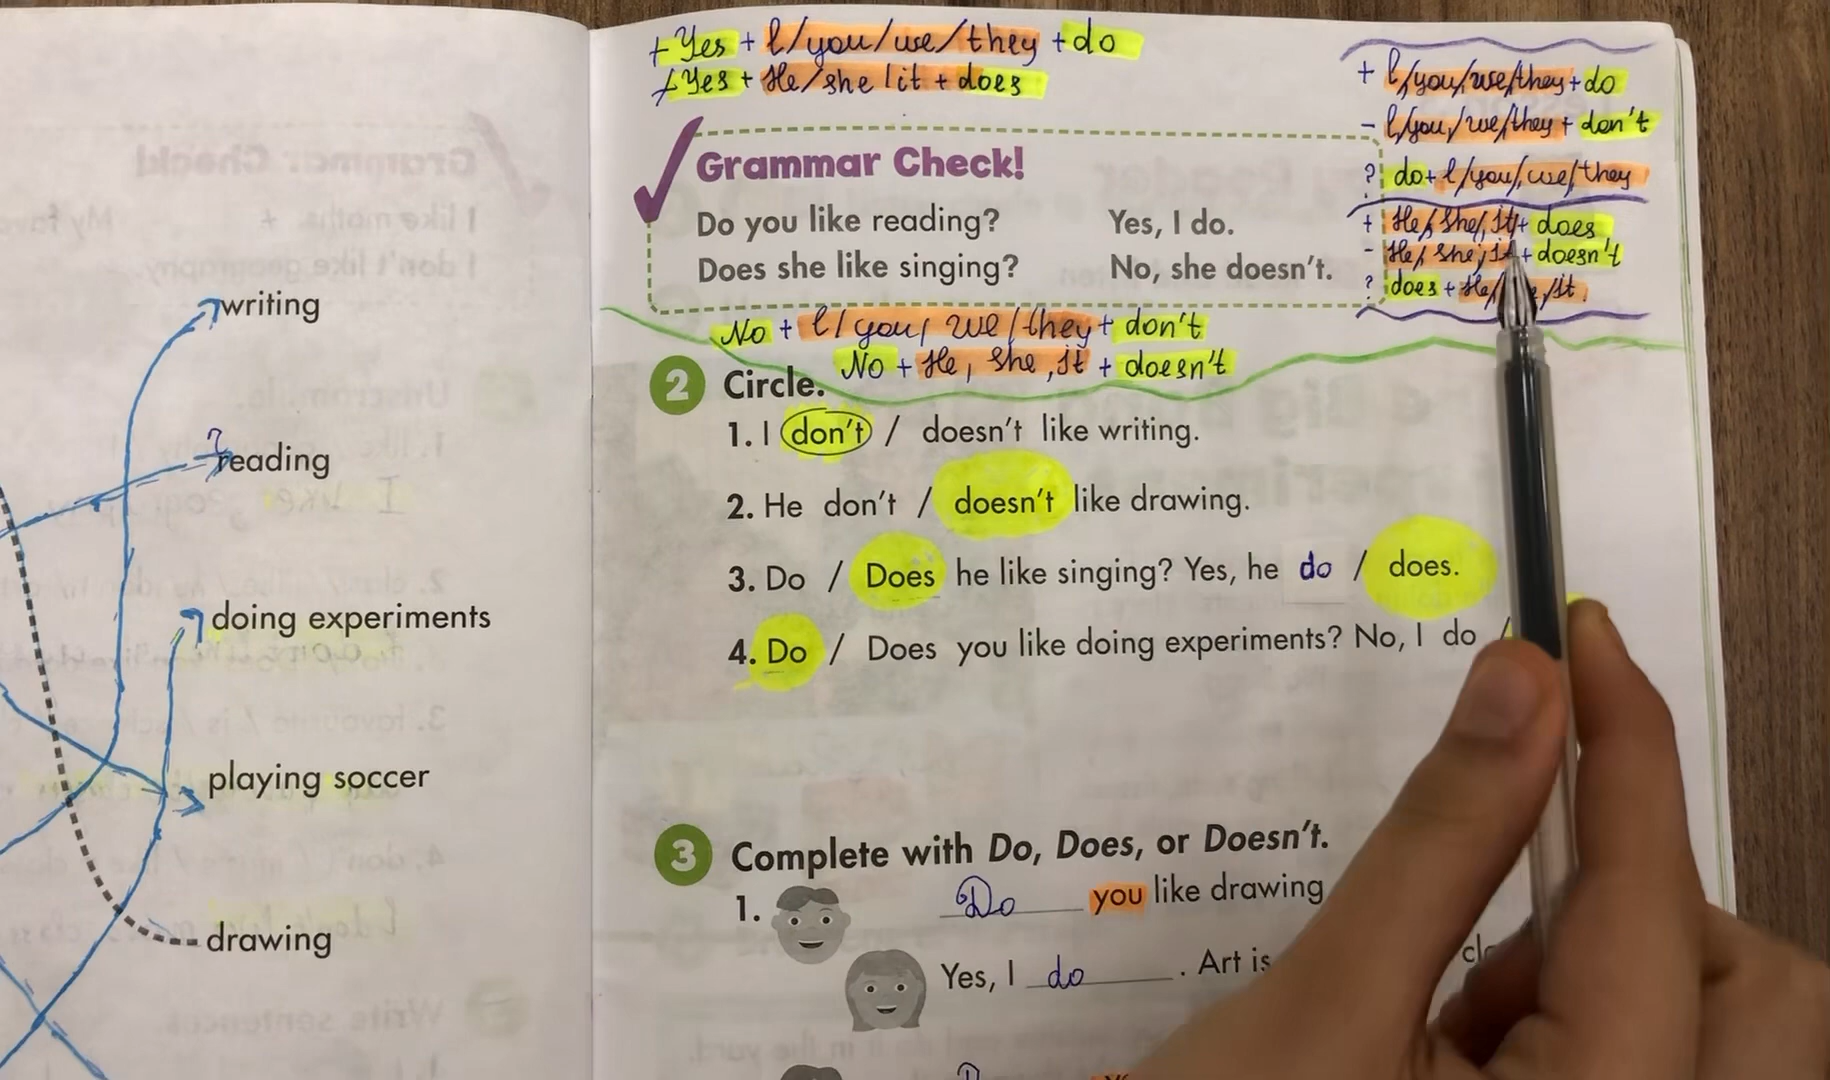 writing
reading
doing experiments
playing soccer
drawing
+ Yes + I/you/we/they + do
+ Yes + He/she/it + does
+ I/you/we/they + do
- I/you/we/they + don't
? do + I/you/we/they
+ He/she/it + does
- He, she, it + doesn't
? does + He/ /it.
Grammar Check!
Do you like reading? Yes, I do.
Does she like singing? No, she doesn't.
No + I/you/we/they + don't
No + He, she, it + doesn't
2 Circle.
1. I don't / doesn't like writing.
2. He don't / doesn't like drawing.
3. Do / Does he like singing? Yes, he do / does.
4. Do / Does you like doing experiments? No, I do /
3 Complete with Do, Does, or Doesn't.
1. Do you like drawing
Yes, I do. Art is